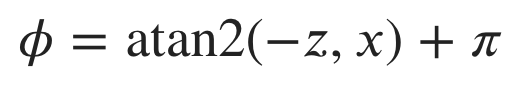 ϕ = atan2(−z, x) + π